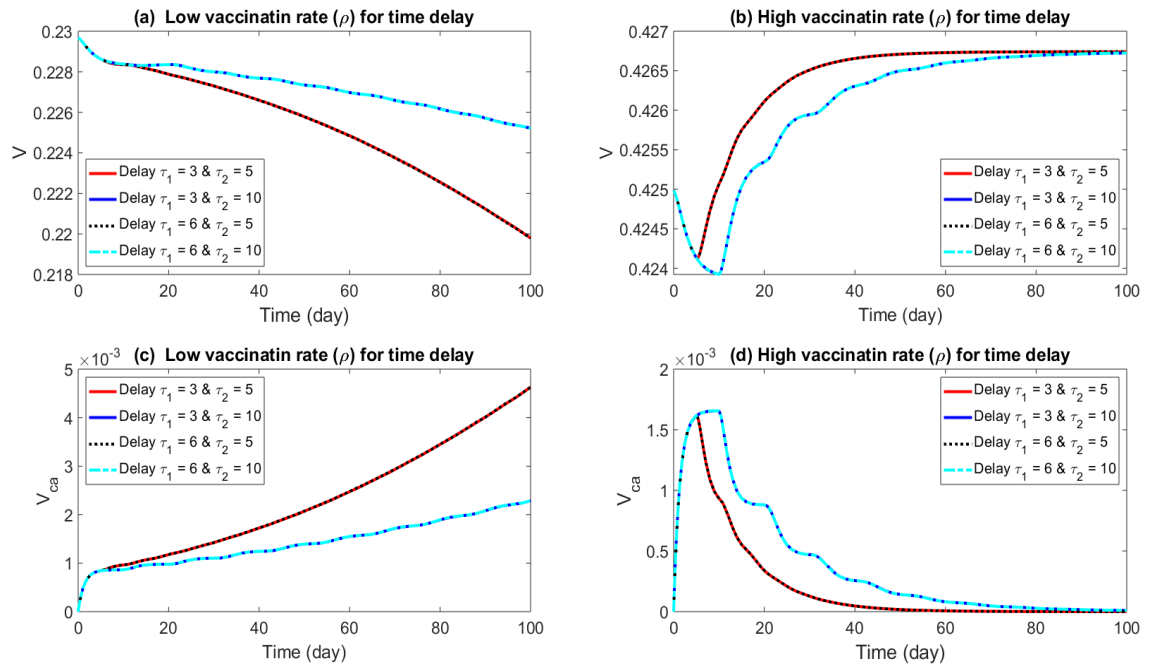 (a)  Low vaccinatin rate (ρ) for time delay
0.23
0.228
0.226
0.224
0.222
0.22
0.218
V
Delay τ₁ = 3 & τ₂ = 5
Delay τ₁ = 3 & τ₂ = 10
Delay τ₁ = 6 & τ₂ = 5
Delay τ₁ = 6 & τ₂ = 10
0 20 40 60 80 100
Time (day)
(b) High vaccinatin rate (ρ) for time delay
0.427
0.4265
0.426
0.4255
0.425
0.4245
0.424
V
Delay τ₁ = 3 & τ₂ = 5
Delay τ₁ = 3 & τ₂ = 10
Delay τ₁ = 6 & τ₂ = 5
Delay τ₁ = 6 & τ₂ = 10
0 20 40 60 80 100
Time (day)
×10⁻³ (c)  Low vaccinatin rate (ρ) for time delay
5
4
3
2
1
0
V_ca
Delay τ₁ = 3 & τ₂ = 5
Delay τ₁ = 3 & τ₂ = 10
Delay τ₁ = 6 & τ₂ = 5
Delay τ₁ = 6 & τ₂ = 10
0 20 40 60 80 100
Time (day)
×10⁻³ (d) High vaccinatin rate (ρ) for time delay
2
1.5
1
0.5
0
V_ca
Delay τ₁ = 3 & τ₂ = 5
Delay τ₁ = 3 & τ₂ = 10
Delay τ₁ = 6 & τ₂ = 5
Delay τ₁ = 6 & τ₂ = 10
0 20 40 60 80 100
Time (day)